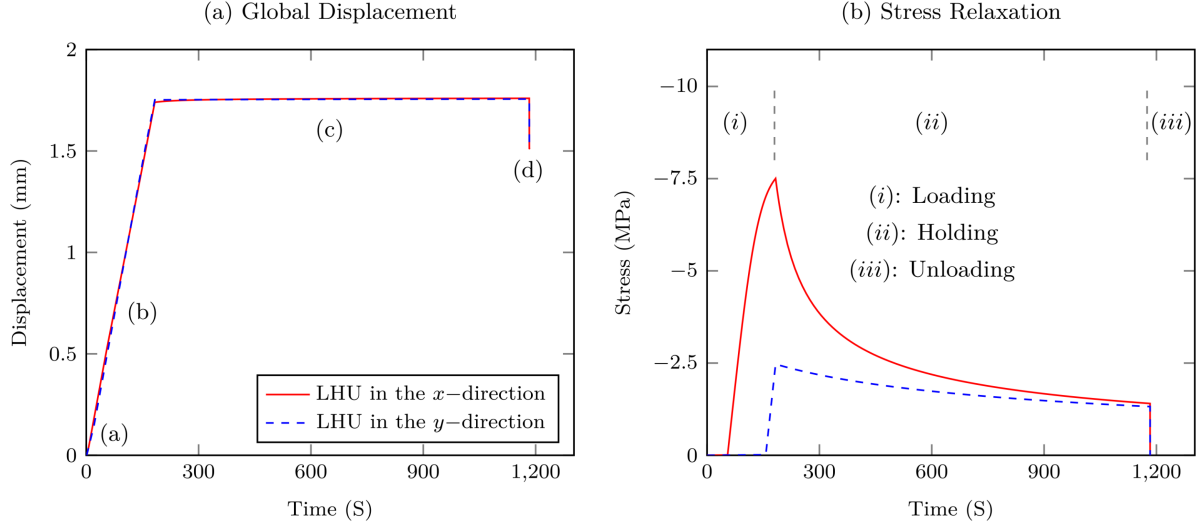 (a) Global Displacement
2
1.5
1
0.5
0
Displacement (mm)
(a)
(b)
(c)
(d)
LHU in the x−direction
LHU in the y−direction
0 300 600 900 1,200
Time (S)
(b) Stress Relaxation
−10
−7.5
−5
−2.5
0
Stress (MPa)
(i) (ii) (iii)
(i): Loading
(ii): Holding
(iii): Unloading
0 300 600 900 1,200
Time (S)